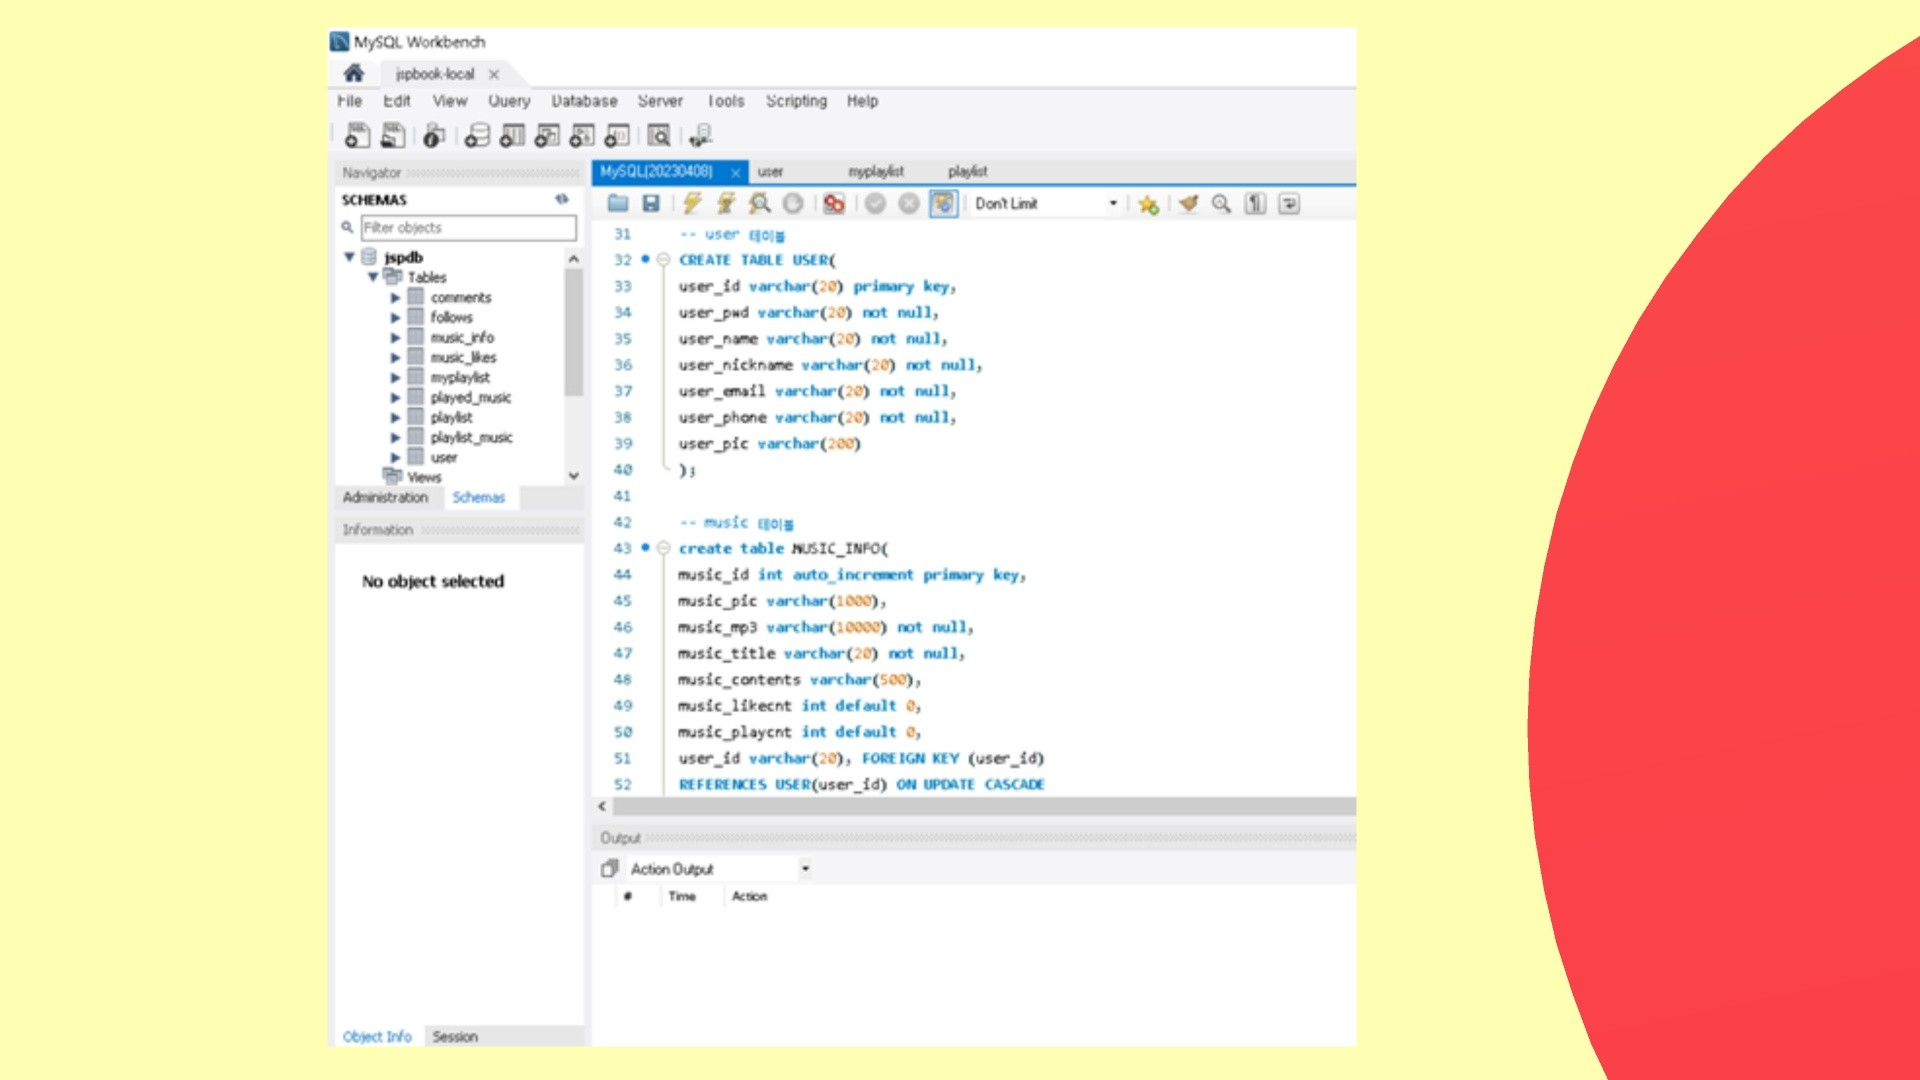 MySQL Workbench
jspbook-local
File Edit View Query Database Server Tools Scripting Help
Navigator
SCHEMAS
Filter objects
jspdb
Tables
comments
follows
music_info
music_likes
myplaylist
played_music
playlist
playlist_music
user
Views
Administration Schemas
Information
No object selected
Object Info Session
MySQL(20230408) user myplaylist playlist
Don't Limit
31 -- user 테이블
32 CREATE TABLE USER(
33 user_id varchar(20) primary key,
34 user_pwd varchar(20) not null,
35 user_name varchar(20) not null,
36 user_nickname varchar(20) not null,
37 user_email varchar(20) not null,
38 user_phone varchar(20) not null,
39 user_pic varchar(200)
40 );
41
42 -- music 테이블
43 create table MUSIC_INFO(
44 music_id int auto_increment primary key,
45 music_pic varchar(1000),
46 music_mp3 varchar(10000) not null,
47 music_title varchar(20) not null,
48 music_contents varchar(500),
49 music_likecnt int default 0,
50 music_playcnt int default 0,
51 user_id varchar(20), FOREIGN KEY (user_id)
52 REFERENCES USER(user_id) ON UPDATE CASCADE
Output
Action Output
# Time Action